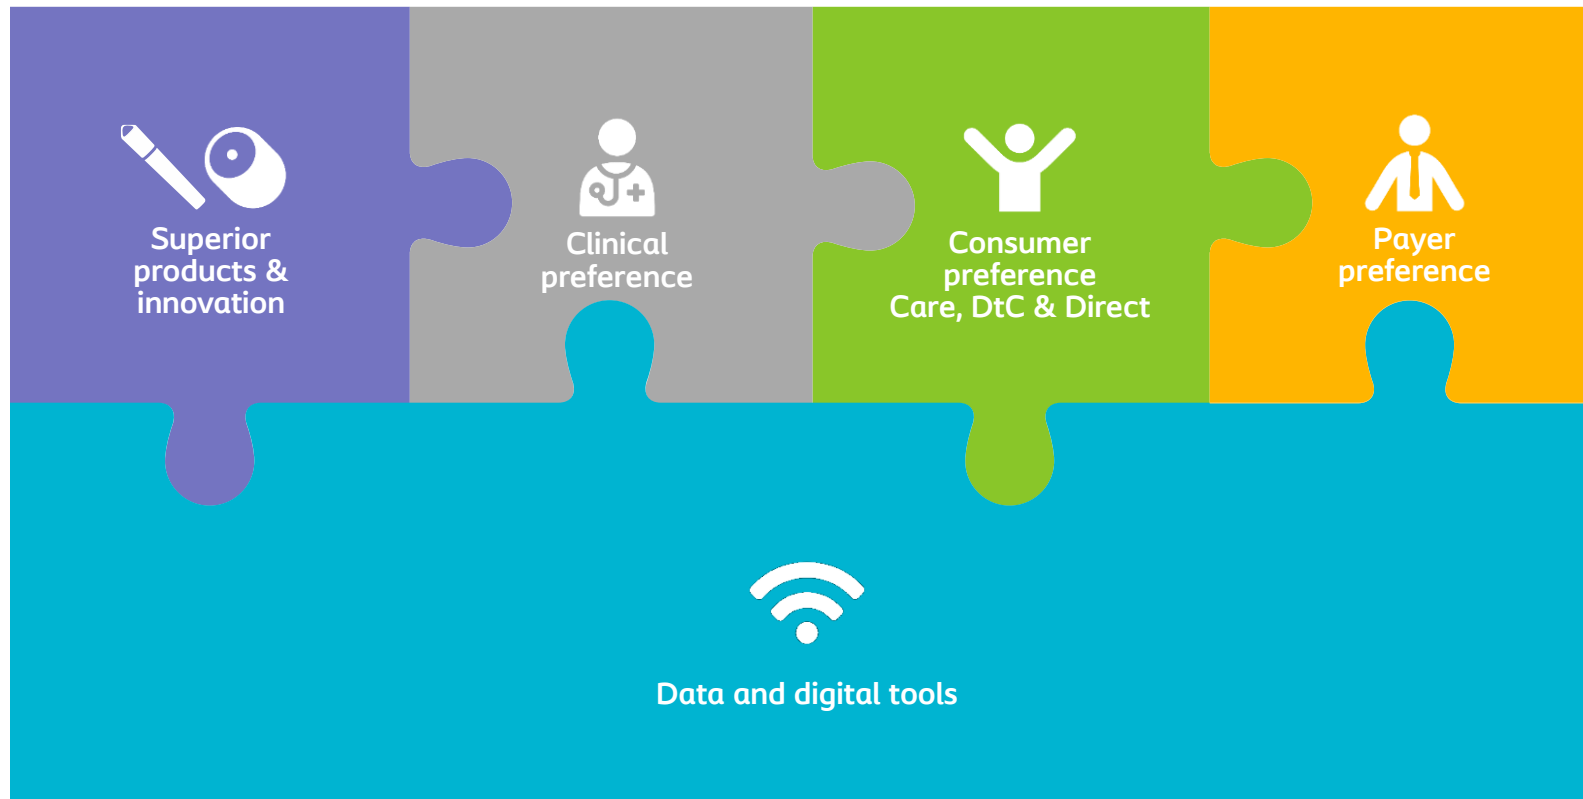 Superior
products &
innovation
Clinical
preference
Consumer
preference
Care, DtC & Direct
Payer
preference
Data and digital tools